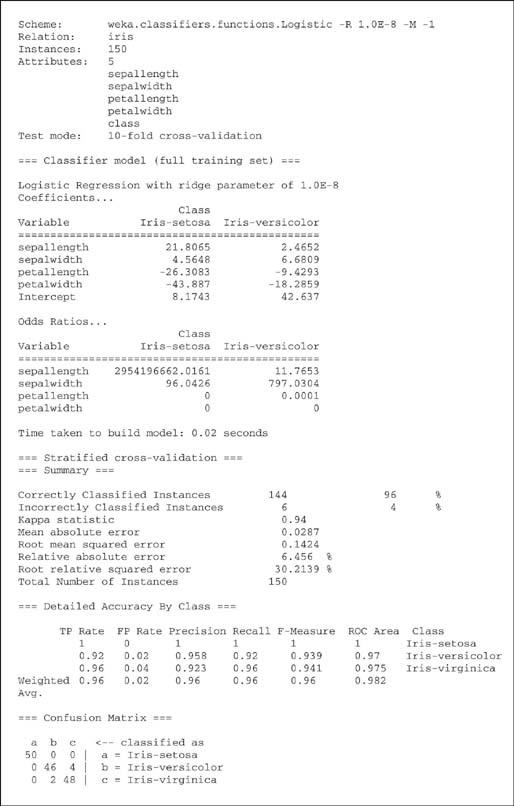 Scheme: weka.classifiers.functions.Logistic -R 1.0E-8 -M -1
Relation: iris
Instances: 150
Attributes: 5
sepallength
sepalwidth
petallength
petalwidth
class
Test mode: 10-fold cross-validation
=== Classifier model (full training set) ===
Logistic Regression with ridge parameter of 1.0E-8
Coefficients...
Class
Variable Iris-setosa Iris-versicolor
===============================================
sepallength 21.8065 2.4652
sepalwidth 4.5648 6.6809
petallength -26.3083 -9.4293
petalwidth -43.887 -18.2859
Intercept 8.1743 42.637
Odds Ratios...
Class
Variable Iris-setosa Iris-versicolor
===============================================
sepallength 2954196662.0161 11.7653
sepalwidth 96.0426 797.0304
petallength 0 0.0001
petalwidth 0 0
Time taken to build model: 0.02 seconds
=== Stratified cross-validation ===
=== Summary ===
Correctly Classified Instances 144 96 %
Incorrectly Classified Instances 6 4 %
Kappa statistic 0.94
Mean absolute error 0.0287
Root mean squared error 0.1424
Relative absolute error 6.456 %
Root relative squared error 30.2139 %
Total Number of Instances 150
=== Detailed Accuracy By Class ===
TP Rate FP Rate Precision Recall F-Measure ROC Area Class
1 0 1 1 1 1 Iris-setosa
0.92 0.02 0.958 0.92 0.939 0.97 Iris-versicolor
0.96 0.04 0.923 0.96 0.941 0.975 Iris-virginica
Weighted 0.96 0.02 0.96 0.96 0.96 0.982
Avg.
=== Confusion Matrix ===
a b c <-- classified as
50 0 0 | a = Iris-setosa
0 46 4 | b = Iris-versicolor
0 2 48 | c = Iris-virginica